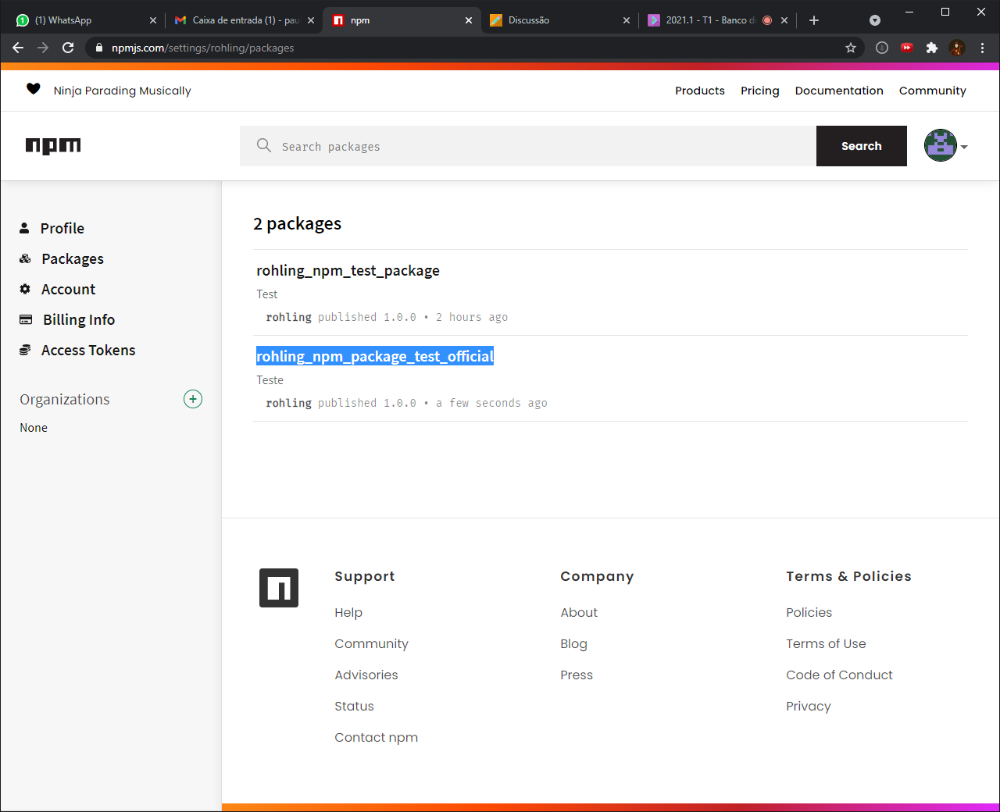 (1) WhatsApp
Caixa de entrada (1) - pau
npm
Discussão
2021.1 - T1 - Banco de
npmjs.com/settings/rohling/packages
Ninja Parading Musically
Products
Pricing
Documentation
Community
npm
Search packages
Search
Profile
Packages
Account
Billing Info
Access Tokens
Organizations
None
2 packages
rohling_npm_test_package
Test
rohling published 1.0.0 • 2 hours ago
rohling_npm_package_test_official
Teste
rohling published 1.0.0 • a few seconds ago
Support
Help
Community
Advisories
Status
Contact npm
Company
About
Blog
Press
Terms & Policies
Policies
Terms of Use
Code of Conduct
Privacy